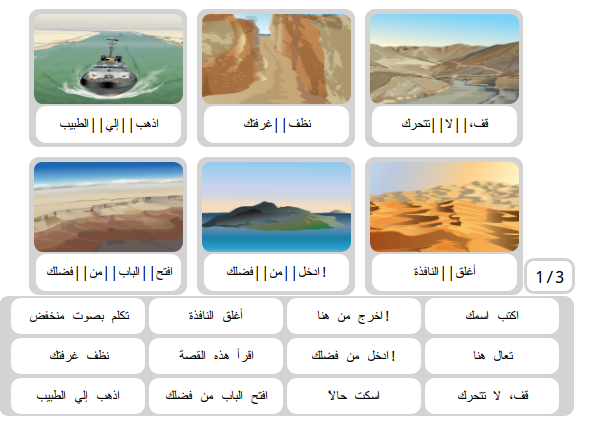 قف،||لا||تتحرك
نظف||غرفتك
اذهب||إلي||الطبيب
أغلق||النافذة
ادخل||من||فضلك!
افتح||الباب||من||فضلك
1/3
اكتب اسمك
اخرج من هنا!
أغلق النافذة
تكلم بصوت منخفض
تعال هنا
ادخل من فضلك!
اقرأ هذه القصة
نظف غرفتك
قف، لا تتحرك
اسكت حالاً
افتح الباب من فضلك
اذهب إلي الطبيب